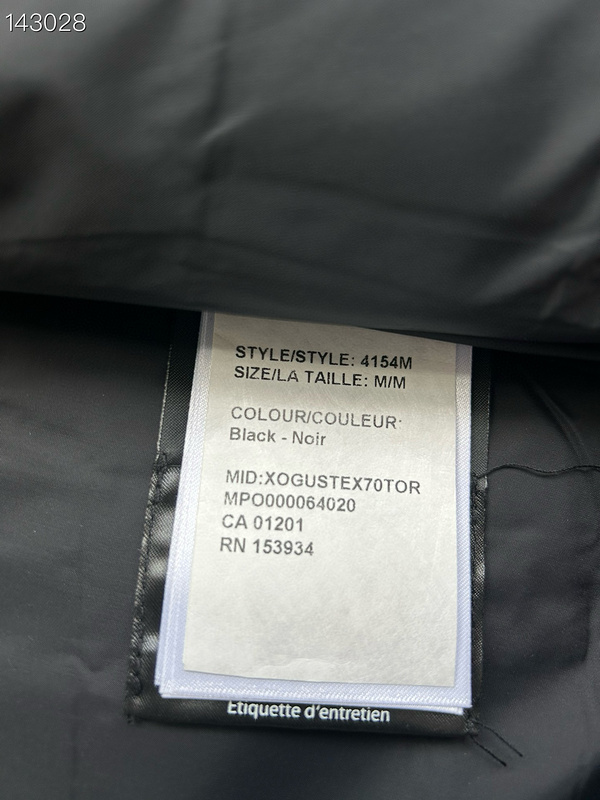 143028
STYLE/STYLE: 4154M
SIZE/LA TAILLE: M/M
COLOUR/COULEUR:
Black - Noir
MID:XOGUSTEX70TOR
MPO000064020
CA 01201
RN 153934
Etiquette d'entretien